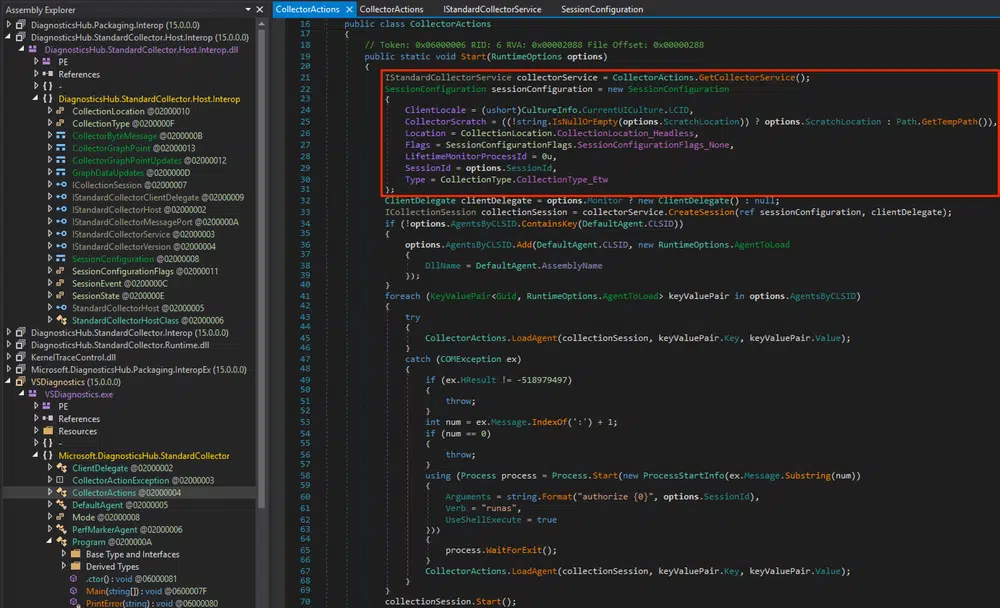 Assembly Explorer
DiagnosticsHub.Packaging.Interop (15.0.0.0)
DiagnosticsHub.StandardCollector.Host.Interop (15.0.0.0)
DiagnosticsHub.StandardCollector.Host.Interop.dll
PE
References
{ } -
{ } DiagnosticsHub.StandardCollector.Host.Interop
CollectionLocation @02000010
CollectionType @0200000F
CollectorByteMessage @0200000B
CollectorGraphPoint @02000013
CollectorGraphPointUpdates @02000012
GraphDataUpdates @0200000D
ICollectionSession @02000007
IStandardCollectorClientDelegate @02000009
IStandardCollectorHost @02000002
IStandardCollectorMessagePort @0200000A
IStandardCollectorService @02000003
IStandardCollectorVersion @02000004
SessionConfiguration @02000008
SessionConfigurationFlags @02000011
SessionEvent @0200000C
SessionState @0200000E
StandardCollectorHost @02000005
StandardCollectorHostClass @02000006
DiagnosticsHub.StandardCollector.Interop (15.0.0.0)
DiagnosticsHub.StandardCollector.Runtime.dll
KernelTraceControl.dll
Microsoft.DiagnosticsHub.Packaging.InteropEx (15.0.0.0)
VSDiagnostics (15.0.0.0)
VSDiagnostics.exe
PE
References
Resources
{ } -
{ } Microsoft.DiagnosticsHub.StandardCollector
ClientDelegate @02000002
CollectorActionException @02000003
CollectorActions @02000004
DefaultAgent @02000005
Mode @02000008
PerfMarkerAgent @02000006
Program @0200000A
Base Type and Interfaces
Derived Types
.ctor() : void @06000081
Main(string[]) : void @0600007F
PrintError(string) : void @06000080
CollectorActions CollectorActions IStandardCollectorService SessionConfiguration
16 public class CollectorActions
17 {
18 // Token: 0x06000006 RID: 6 RVA: 0x00002088 File Offset: 0x00000288
19 public static void Start(RuntimeOptions options)
20 {
21 IStandardCollectorService collectorService = CollectorActions.GetCollectorService();
22 SessionConfiguration sessionConfiguration = new SessionConfiguration
23 {
24 ClientLocale = (ushort)CultureInfo.CurrentUICulture.LCID,
25 CollectorScratch = ((!string.IsNullOrEmpty(options.ScratchLocation)) ? options.ScratchLocation : Path.GetTempPath()),
26 Location = CollectionLocation.CollectionLocation_Headless,
27 Flags = SessionConfigurationFlags.SessionConfigurationFlags_None,
28 LifetimeMonitorProcessId = 0u,
29 SessionId = options.SessionId,
30 Type = CollectionType.CollectionType_Etw
31 };
32 ClientDelegate clientDelegate = options.Monitor ? new ClientDelegate() : null;
33 ICollectionSession collectionSession = collectorService.CreateSession(ref sessionConfiguration, clientDelegate);
34 if (!options.AgentsByCLSID.ContainsKey(DefaultAgent.CLSID))
35 {
36 options.AgentsByCLSID.Add(DefaultAgent.CLSID, new RuntimeOptions.AgentToLoad
37 {
38 DllName = DefaultAgent.AssemblyName
39 });
40 }
41 foreach (KeyValuePair<Guid, RuntimeOptions.AgentToLoad> keyValuePair in options.AgentsByCLSID)
42 {
43 try
44 {
45 CollectorActions.LoadAgent(collectionSession, keyValuePair.Key, keyValuePair.Value);
46 }
47 catch (COMException ex)
48 {
49 if (ex.HResult != -518979497)
50 {
51 throw;
52 }
53 int num = ex.Message.IndexOf(':') + 1;
54 if (num == 0)
55 {
56 throw;
57 }
58 using (Process process = Process.Start(new ProcessStartInfo(ex.Message.Substring(num))
59 {
60 Arguments = string.Format("authorize {0}", options.SessionId),
61 Verb = "runas",
62 UseShellExecute = true
63 }))
64 {
65 process.WaitForExit();
66 }
67 CollectorActions.LoadAgent(collectionSession, keyValuePair.Key, keyValuePair.Value);
68 }
69 }
70 collectionSession.Start();